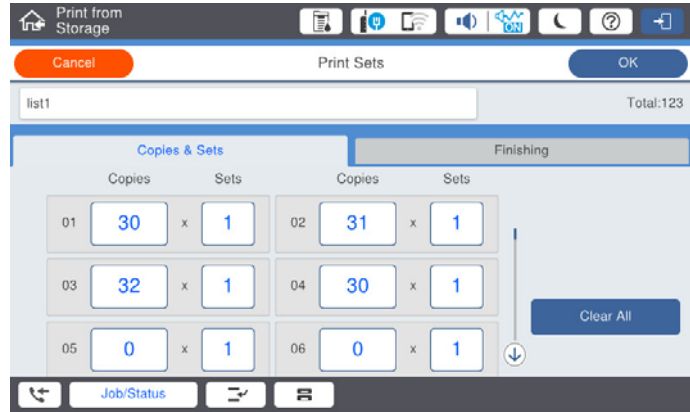 Print from
Storage
ON
Cancel
Print Sets
OK
list1
Total:123
Copies & Sets
Finishing
Copies Sets Copies Sets
01 30 x 1 02 31 x 1
03 32 x 1 04 30 x 1
Clear All
05 0 x 1 06 0 x 1
Job/Status